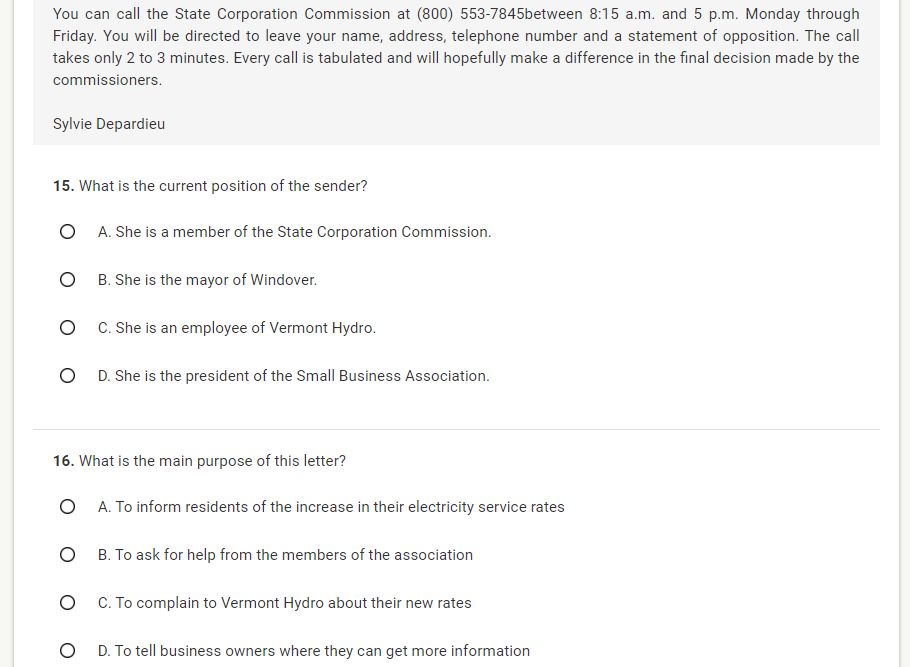 You can call the State Corporation Commission at (800) 553-7845between 8:15 a.m. and 5 p.m. Monday through
Friday. You will be directed to leave your name, address, telephone number and a statement of opposition. The call
takes only 2 to 3 minutes. Every call is tabulated and will hopefully make a difference in the final decision made by the
commissioners.
Sylvie Depardieu
15. What is the current position of the sender?
A. She is a member of the State Corporation Commission.
B. She is the mayor of Windover.
C. She is an employee of Vermont Hydro.
D. She is the president of the Small Business Association.
16. What is the main purpose of this letter?
A. To inform residents of the increase in their electricity service rates
B. To ask for help from the members of the association
C. To complain to Vermont Hydro about their new rates
D. To tell business owners where they can get more information